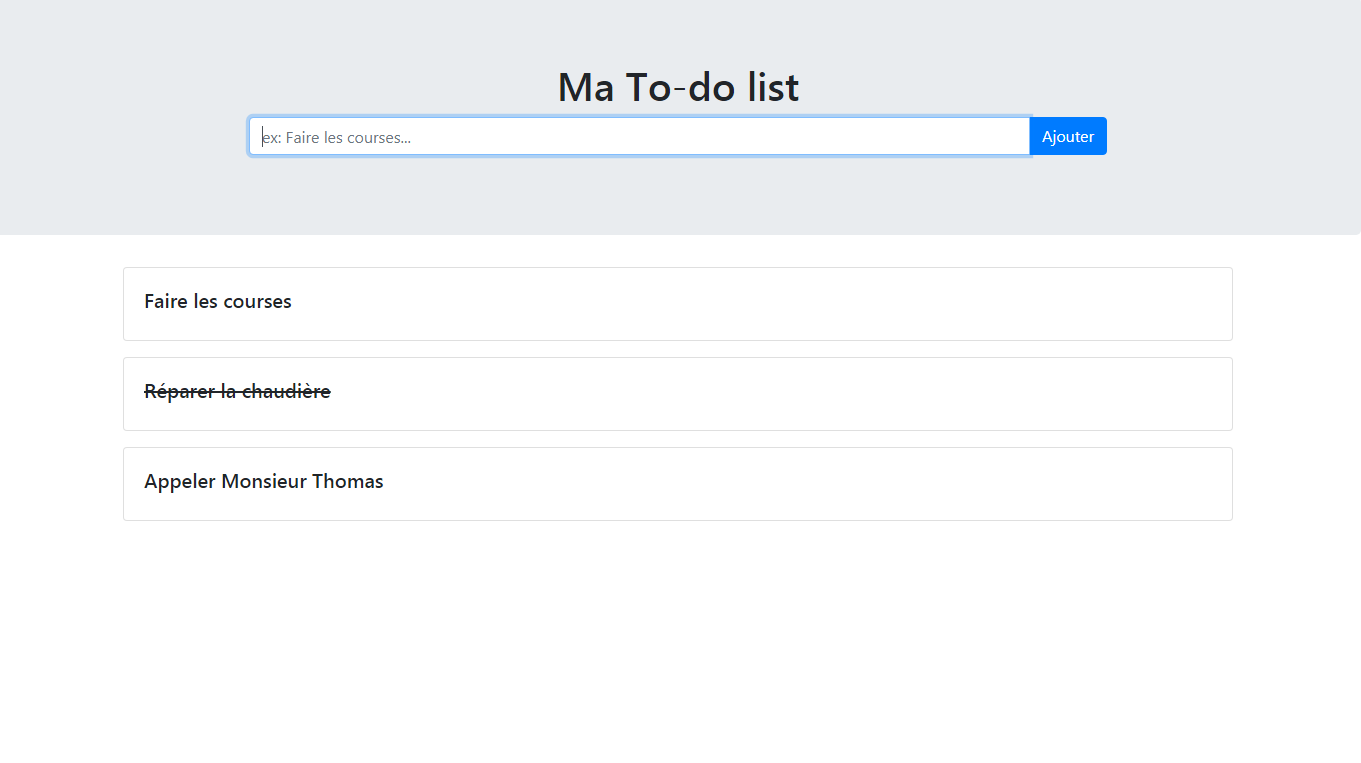 Ma To-do list
ex: Faire les courses...
Ajouter
Faire les courses
Réparer la chaudière
Appeler Monsieur Thomas